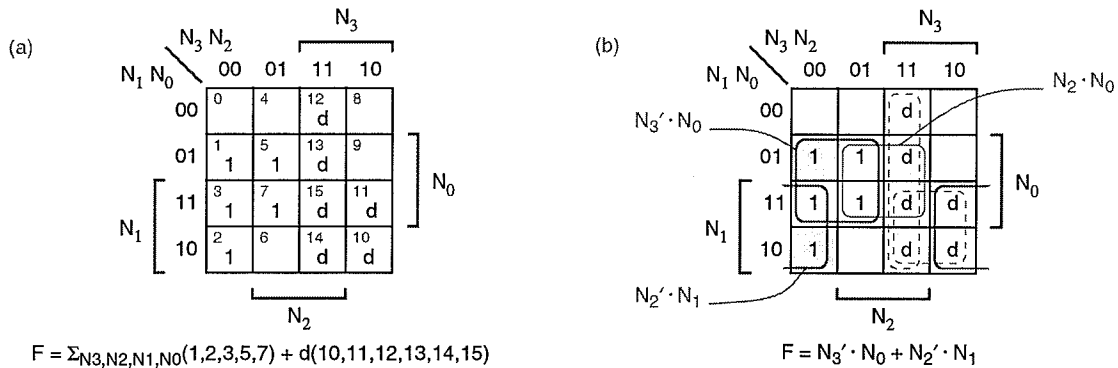 (a)
N3
N3 N2
N1 N0
00 01 11 10
00
0 4 12 8
d
01
1 5 13 9
1 1 d
N0
11
3 7 15 11
1 1 d d
N1
10
2 6 14 10
1 d d
N2
F = ΣN3,N2,N1,N0(1,2,3,5,7) + d(10,11,12,13,14,15)
(b)
N3
N3 N2
N1 N0
00 01 11 10
N2 · N0
00
d
N3′ · N0
01
1 1 d
N0
11
1 1 d d
N1
10
1 d d
N2′ · N1
N2
F = N3′ · N0 + N2′ · N1